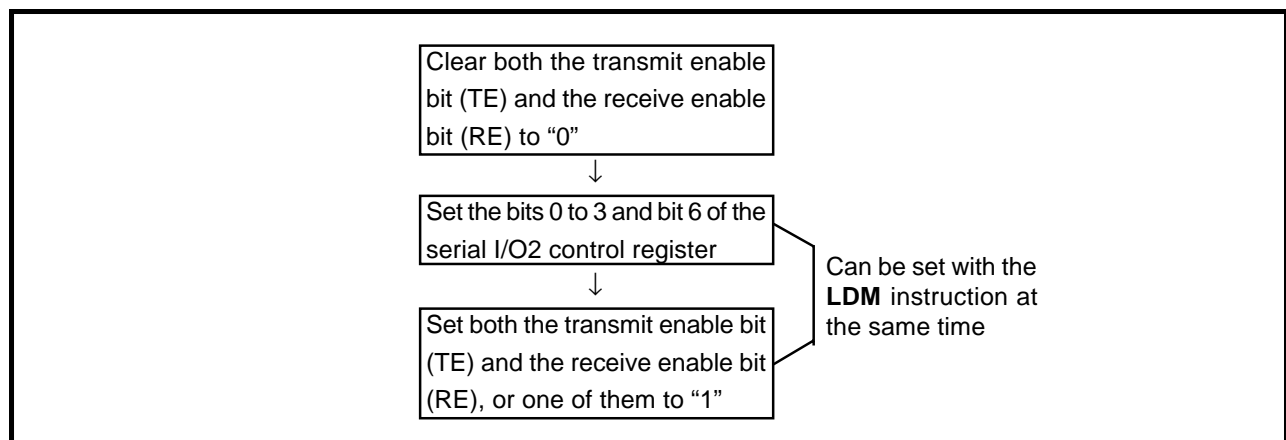 Clear both the transmit enable
bit (TE) and the receive enable
bit (RE) to “0”
↓
Set the bits 0 to 3 and bit 6 of the
serial I/O2 control register
↓
Set both the transmit enable bit
(TE) and the receive enable bit
(RE), or one of them to “1”
Can be set with the
LDM instruction at
the same time